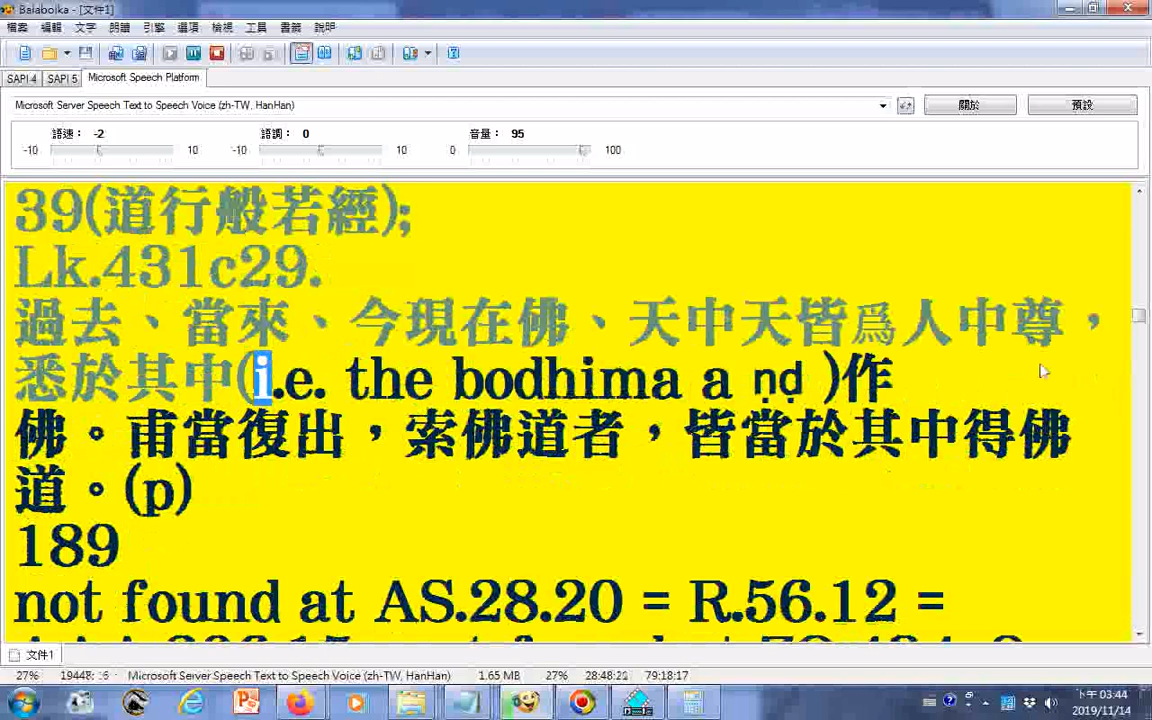 Balabolka - [文件1]
檔案 編輯 文字 朗讀 引擎 選項 檢視 工具 書籤 說明
SAPI 4 SAPI 5 Microsoft Speech Platform
Microsoft Server Speech Text to Speech Voice (zh-TW, HanHan)
關於 預設
語速： -2 語調： 0 音量： 95
-10 10 -10 10 0 100
39(道行般若經);
Lk.431c29.
過去、當來、今現在佛、天中天皆爲人中尊，
悉於其中(i.e. the bodhima a ṇḍ )作
佛。甫當復出，索佛道者，皆當於其中得佛
道。(p)
189
not found at AS.28.20 = R.56.12 =
文件1
27% Microsoft Server Speech Text to Speech Voice (zh-TW, HanHan) 1.65 MB 27% 28:48:21 79:18:17
下午 03:44
2019/11/14